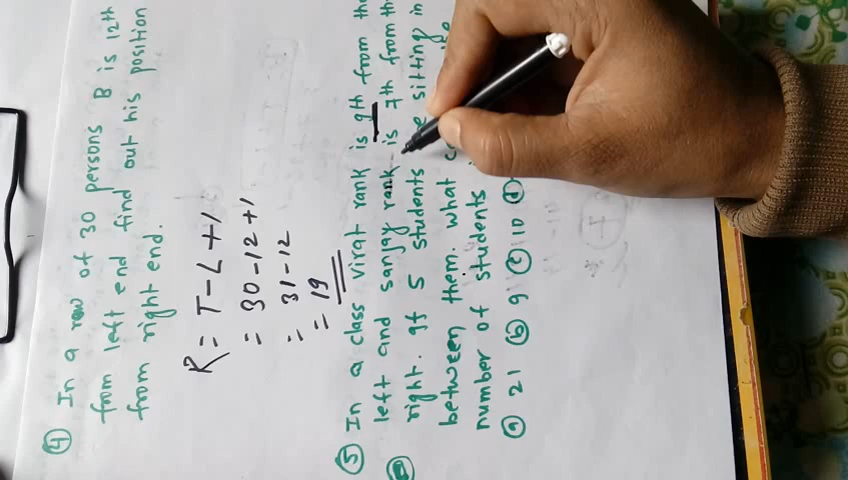 ④ In a row of 30 persons B is 12th
from left end find out his position
from right end.
R = T - L + 1
= 30 - 12 + 1
= 31 - 12
= 19
⑤ In a class virat rank is 9th from the
left and sanjay rank is 7th from the
right. If 5 students sitting in
between them. what
number of students
ⓐ 21 ⓑ 9 ⓒ 10 ⓓ